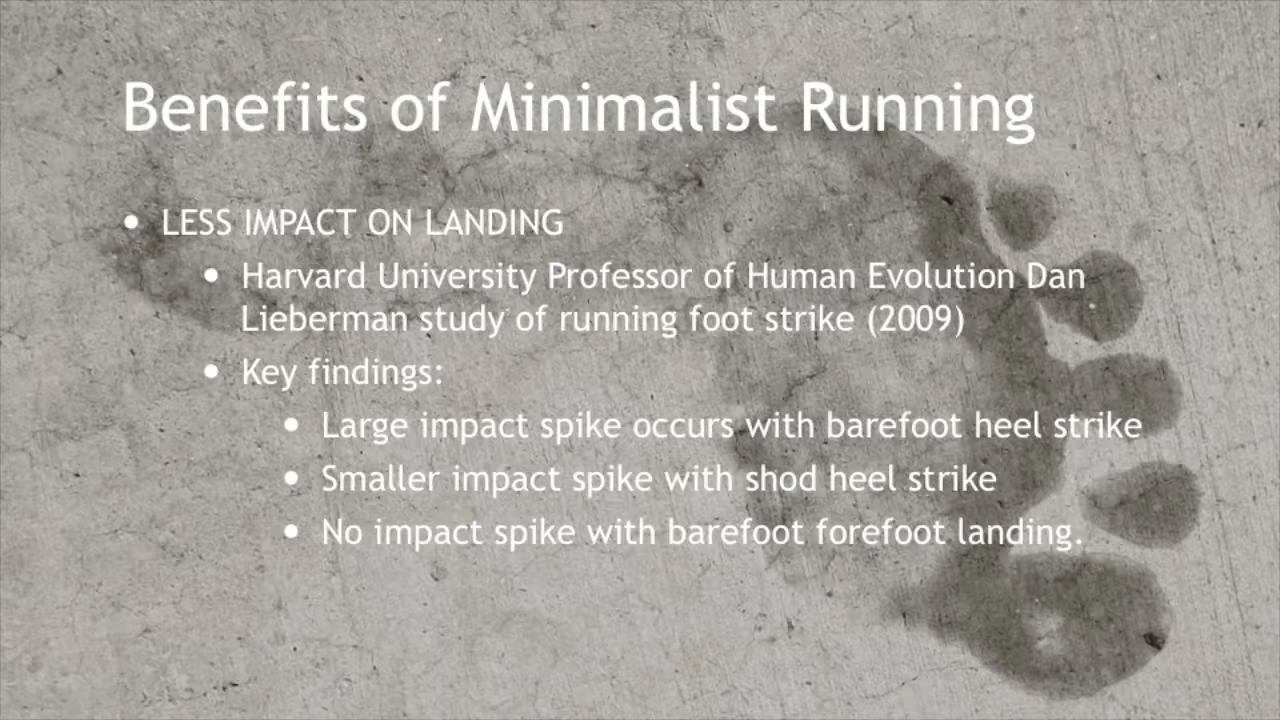 Benefits of Minimalist Running
• LESS IMPACT ON LANDING
• Harvard University Professor of Human Evolution Dan
Lieberman study of running foot strike (2009)
• Key findings:
• Large impact spike occurs with barefoot heel strike
• Smaller impact spike with shod heel strike
• No impact spike with barefoot forefoot landing.